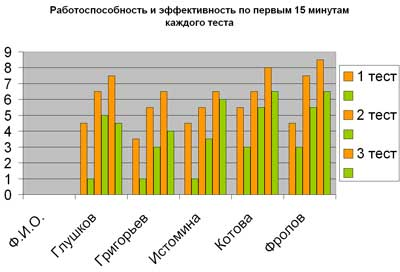 Работоспособность и эффективность по первым 15 минутам
каждого теста
9
8
7
6
5
4
3
2
1
0
Ф.И.О.
Глушков
Григорьев
Истомина
Котова
Фролов
1 тест
2 тест
3 тест